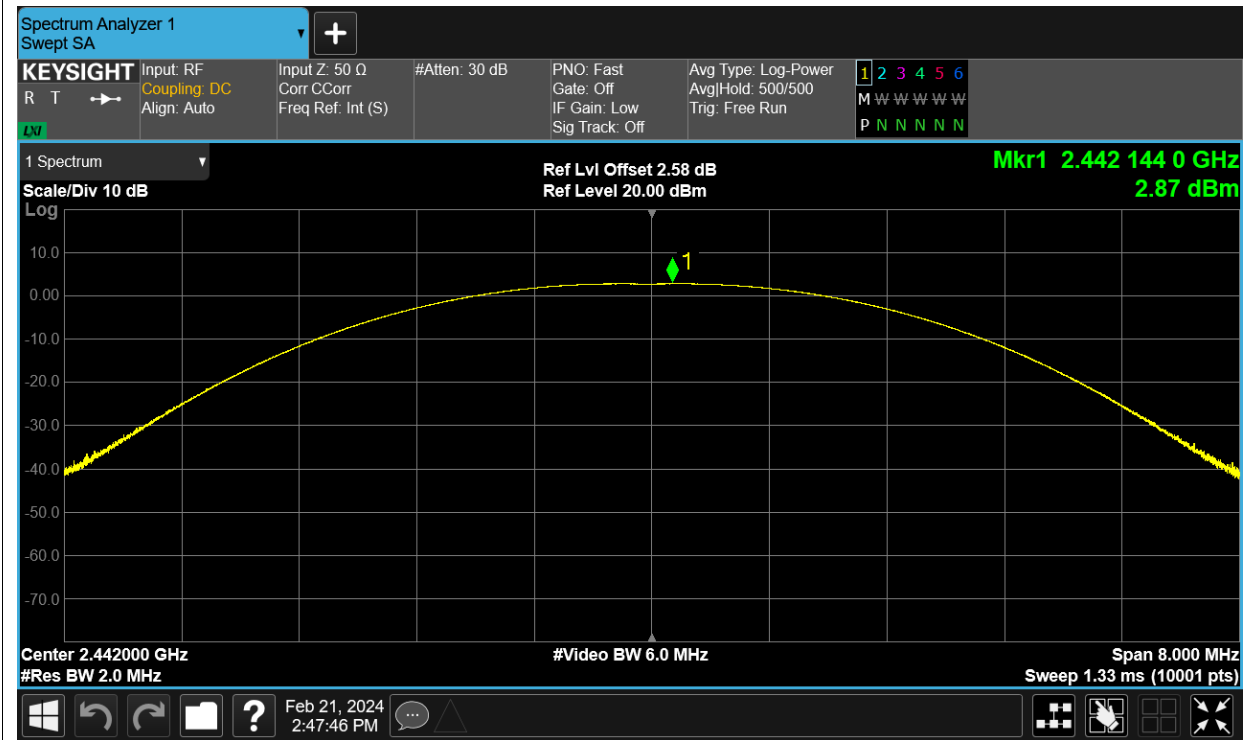 Spectrum Analyzer 1
Swept SA
KEYSIGHT
R T
LXI
Input: RF
Coupling: DC
Align: Auto
Input Z: 50 Ω
Corr CCorr
Freq Ref: Int (S)
#Atten: 30 dB
PNO: Fast
Gate: Off
IF Gain: Low
Sig Track: Off
Avg Type: Log-Power
Avg|Hold: 500/500
Trig: Free Run
1 2 3 4 5 6
M W W W W W
P N N N N N
1 Spectrum
Scale/Div 10 dB
Ref Lvl Offset 2.58 dB
Ref Level 20.00 dBm
Mkr1 2.442 144 0 GHz
2.87 dBm
Log
10.0
0.00
-10.0
-20.0
-30.0
-40.0
-50.0
-60.0
-70.0
1
Center 2.442000 GHz
#Res BW 2.0 MHz
#Video BW 6.0 MHz
Span 8.000 MHz
Sweep 1.33 ms (10001 pts)
?
Feb 21, 2024
2:47:46 PM